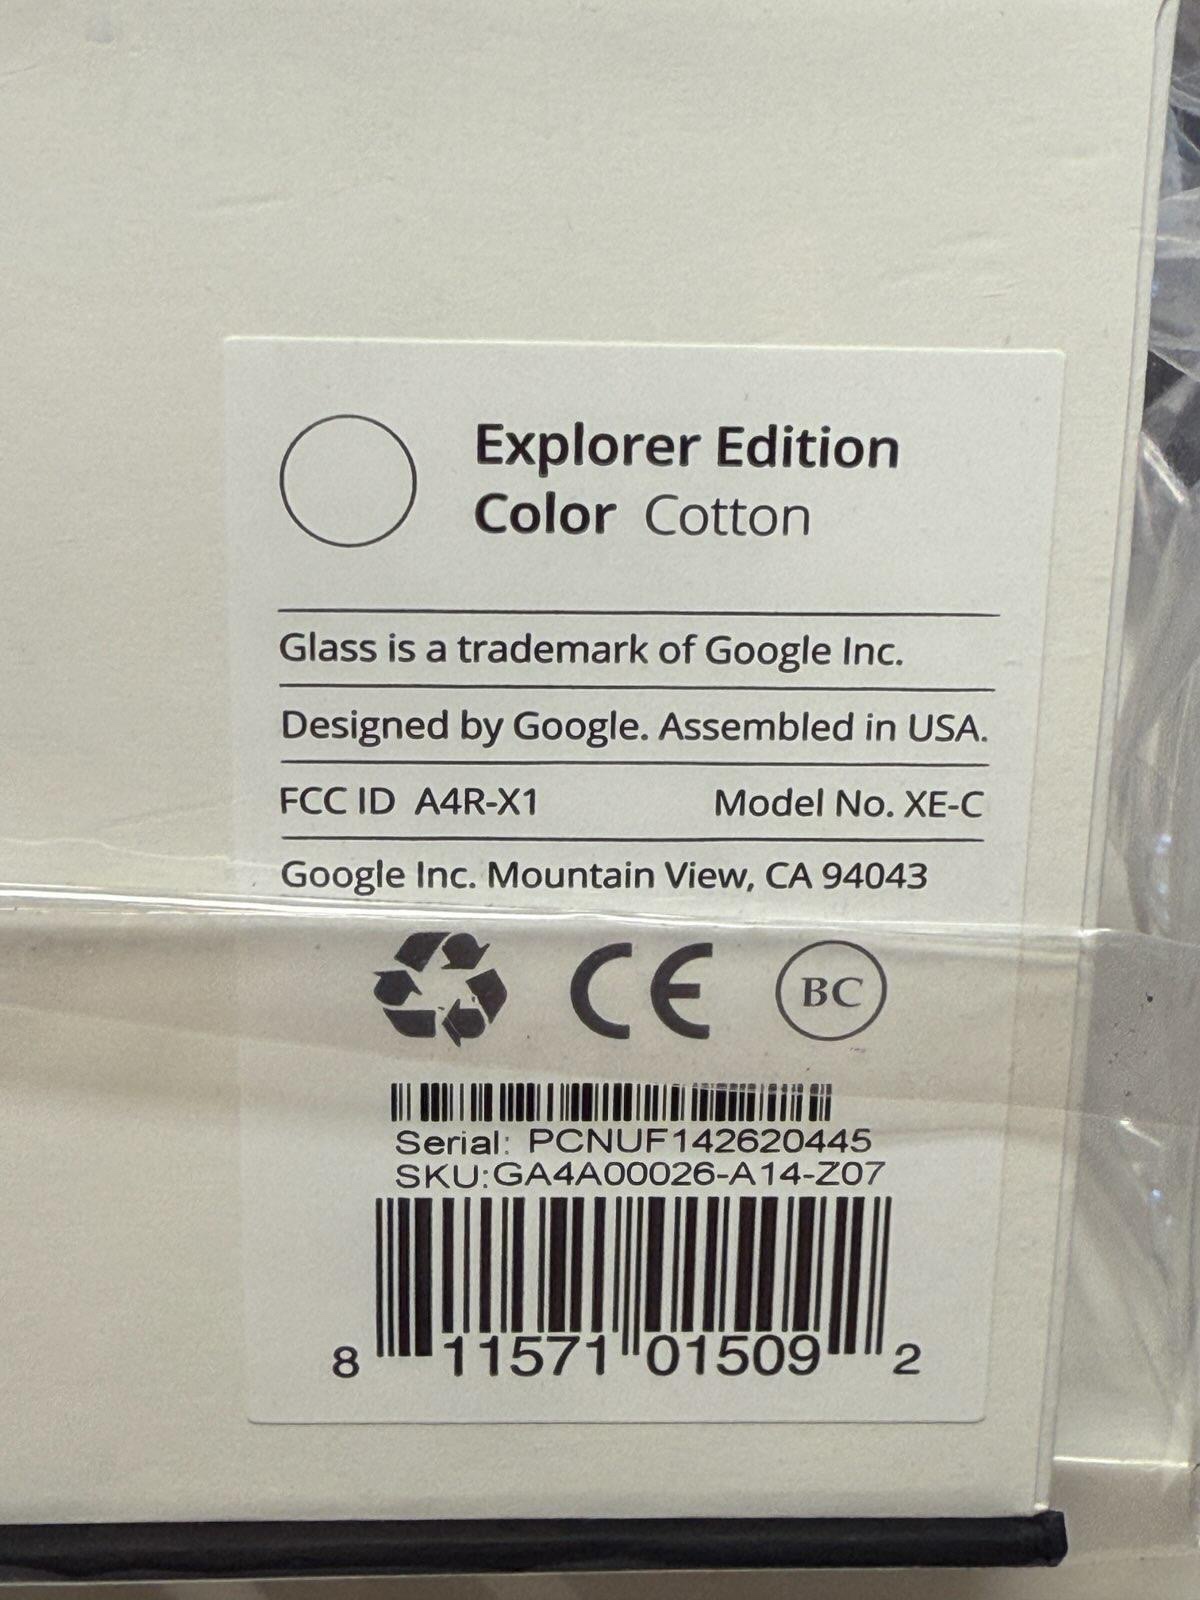 Explorer Edition
Color Cotton
Glass is a trademark of Google Inc.
Designed by Google. Assembled in USA.
FCC ID A4R-X1 Model No. XE-C
Google Inc. Mountain View, CA 94043
CE BC
Serial: PCNUF142620445
SKU:GA4A00026-A14-Z07
8 11571 01509 2